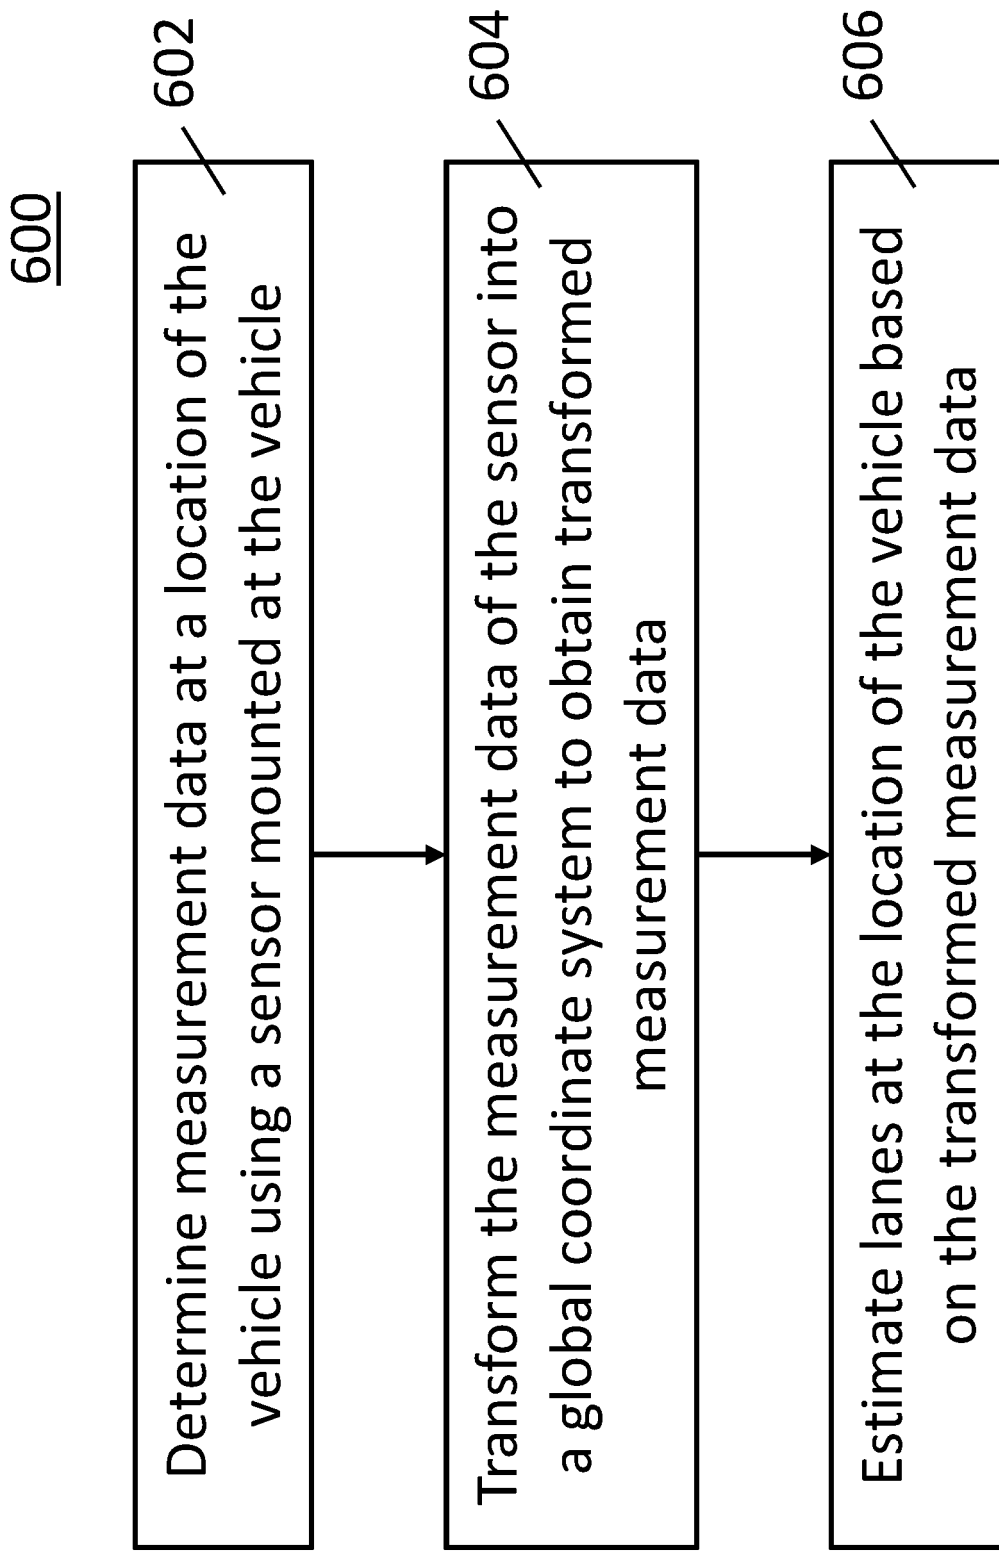 600
602
Determine measurement data at a location of the
vehicle using a sensor mounted at the vehicle
604
Transform the measurement data of the sensor into
a global coordinate system to obtain transformed
measurement data
606
Estimate lanes at the location of the vehicle based
on the transformed measurement data